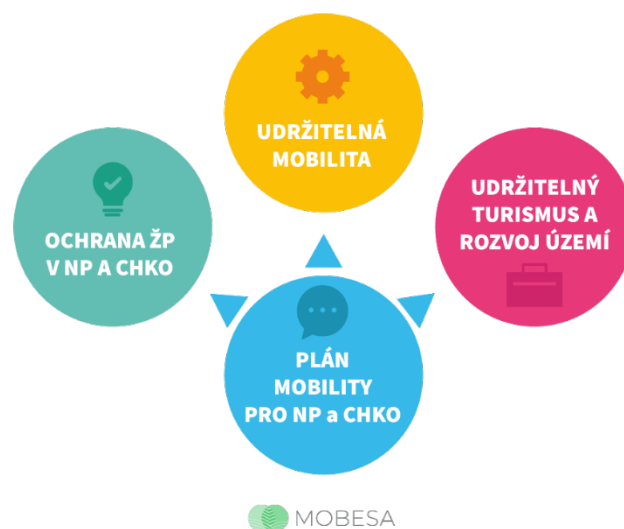 UDRŽITELNÁ
MOBILITA
OCHRANA ŽP
V NP A CHKO
UDRŽITELNÝ
TURISMUS A
ROZVOJ ÚZEMÍ
PLÁN
MOBILITY
PRO NP a CHKO
MOBESA